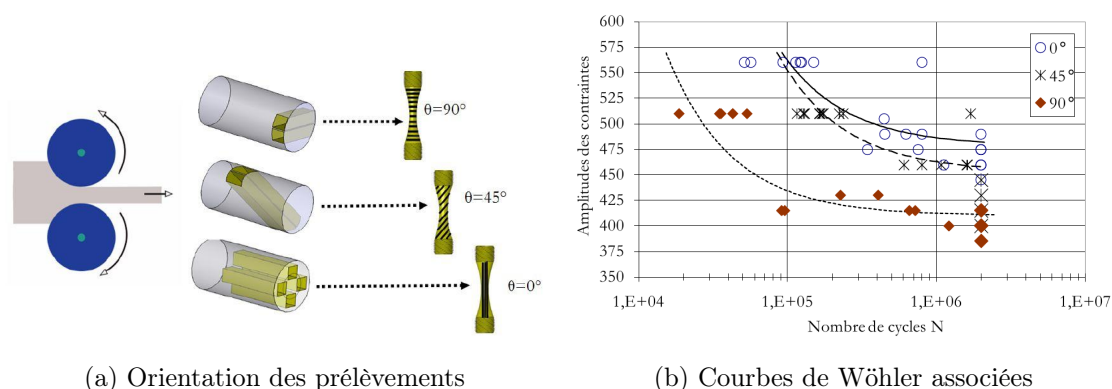 θ=90°
θ=45°
θ=0°
(a) Orientation des prélèvements
Amplitudes des contraintes
600
575
550
525
500
475
450
425
400
375
350
1,E+04
1,E+05
1,E+06
1,E+07
Nombre de cycles N
0°
45°
90°
(b) Courbes de Wöhler associées